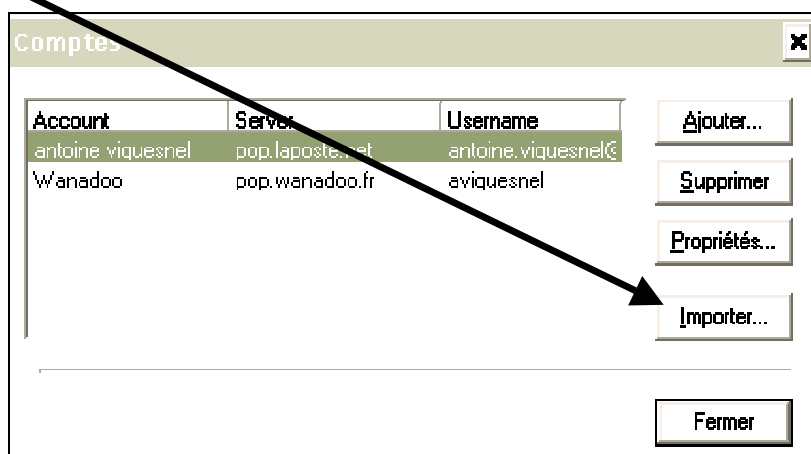 Comptes
Account Server Username Ajouter...
antoine viquesnel pop.laposte.net antoine.viquesnel@
Wanadoo pop.wanadoo.fr aviquesnel Supprimer
Propriétés...
Importer...
Fermer